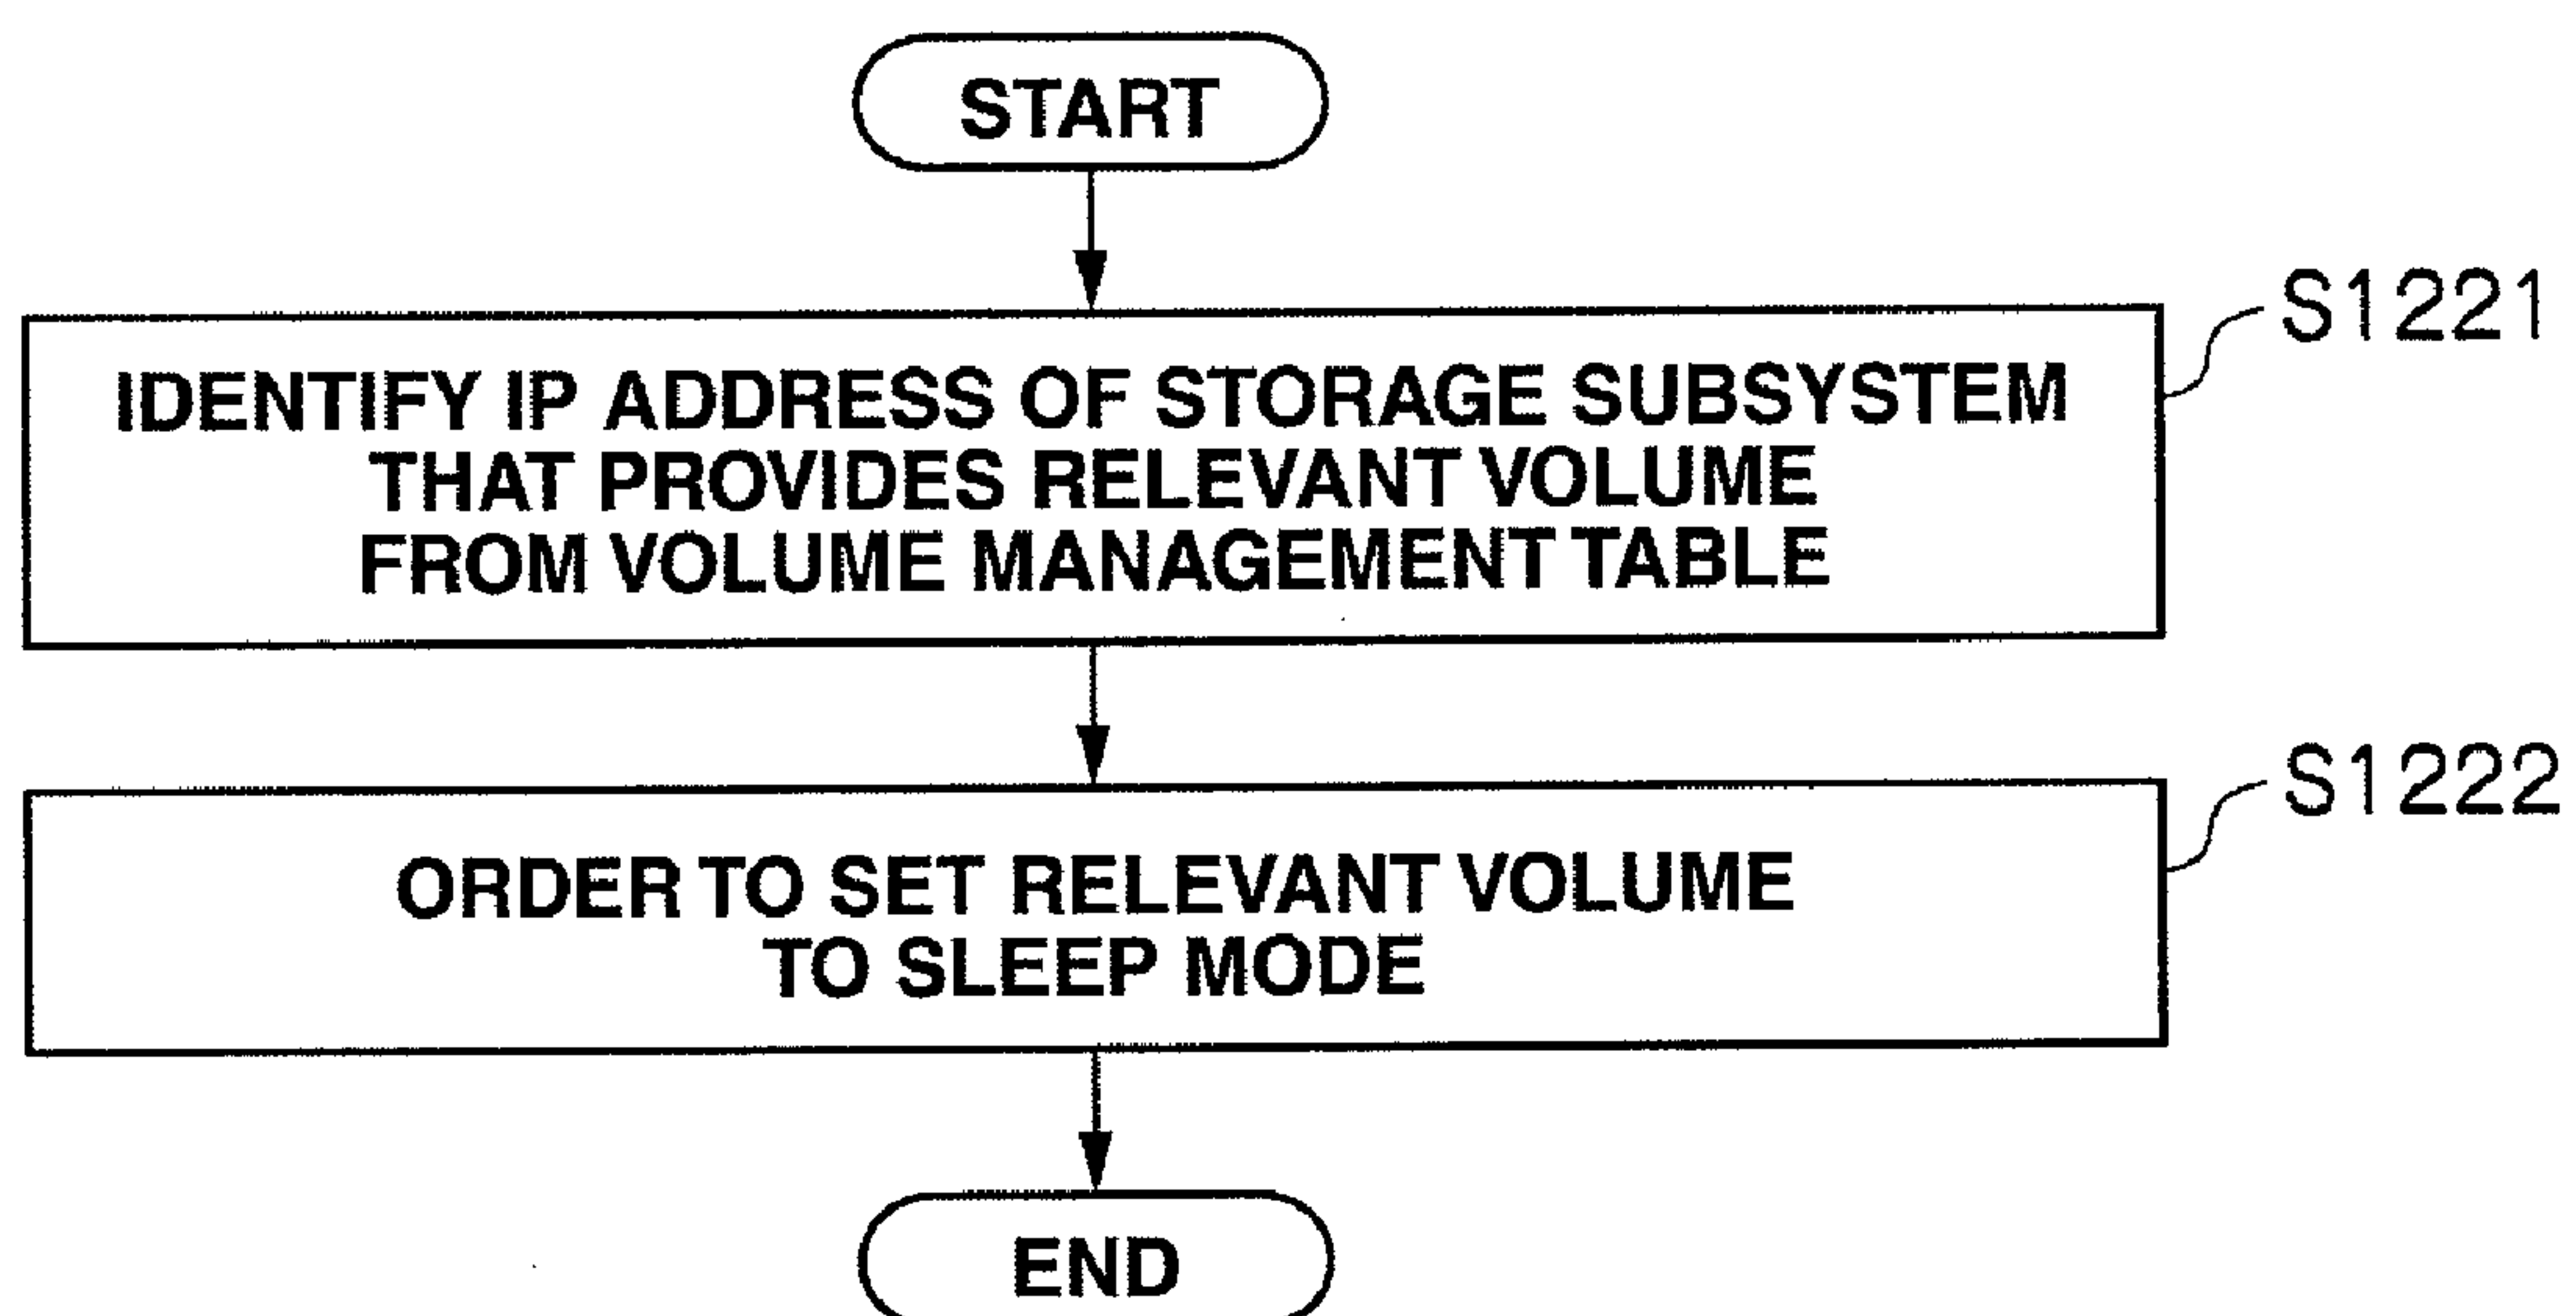 START
S1221
IDENTIFY IP ADDRESS OF STORAGE SUBSYSTEM
THAT PROVIDES RELEVANT VOLUME
FROM VOLUME MANAGEMENT TABLE
S1222
ORDER TO SET RELEVANT VOLUME
TO SLEEP MODE
END